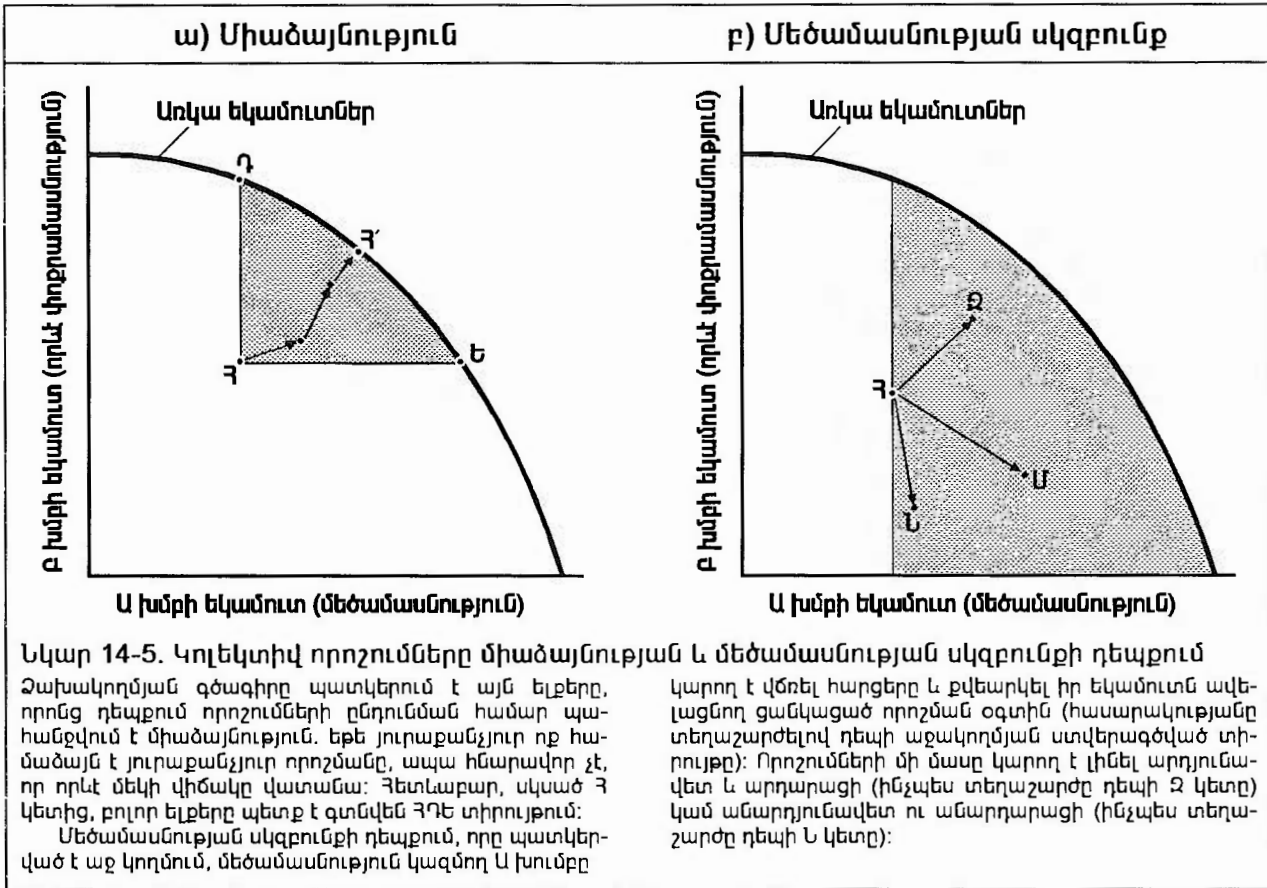 ա) Միաձայնություն
բ) Մեծամասնության սկզբունք
Բ խմբի եկամուտ (որևէ փոքրամասնություն)
Առկա եկամուտներ
Դ
Հ′
Հ
Ե
Ա խմբի եկամուտ (մեծամասնություն)
Բ խմբի եկամուտ (որևէ փոքրամասնություն)
Առկա եկամուտներ
Զ
Հ
Մ
Ն
Ա խմբի եկամուտ (մեծամասնություն)
Նկար 14-5. Կոլեկտիվ որոշումները միաձայնության և մեծամասնության սկզբունքի դեպքում
Ձախակողմյան գծագիրը պատկերում է այն ելքերը,
որոնց դեպքում որոշումների ընդունման համար պա-
հանջվում է միաձայնություն. եթե յուրաքանչյուր ոք հա-
մաձայն է յուրաքանչյուր որոշմանը, ապա հնարավոր չէ,
որ որևէ մեկի վիճակը վատանա: Հետևաբար, սկսած Հ
կետից, բոլոր ելքերը պետք է գտնվեն ՀԴԵ տիրույթում:
Մեծամասնության սկզբունքի դեպքում, որը պատկեր-
ված է աջ կողմում, մեծամասնություն կազմող Ա խումբը
կարող է վճռել հարցերը և քվեարկել իր եկամուտն ավե-
լացնող ցանկացած որոշման օգտին (հասարակությանը
տեղաշարժելով դեպի աջակողմյան ստվերագծված տի-
րույթը): Որոշումների մի մասը կարող է լինել արդյունա-
վետ և արդարացի (ինչպես տեղաշարժը դեպի Զ կետը)
կամ անարդյունավետ ու անարդարացի (ինչպես տեղա-
շարժը դեպի Ն կետը):